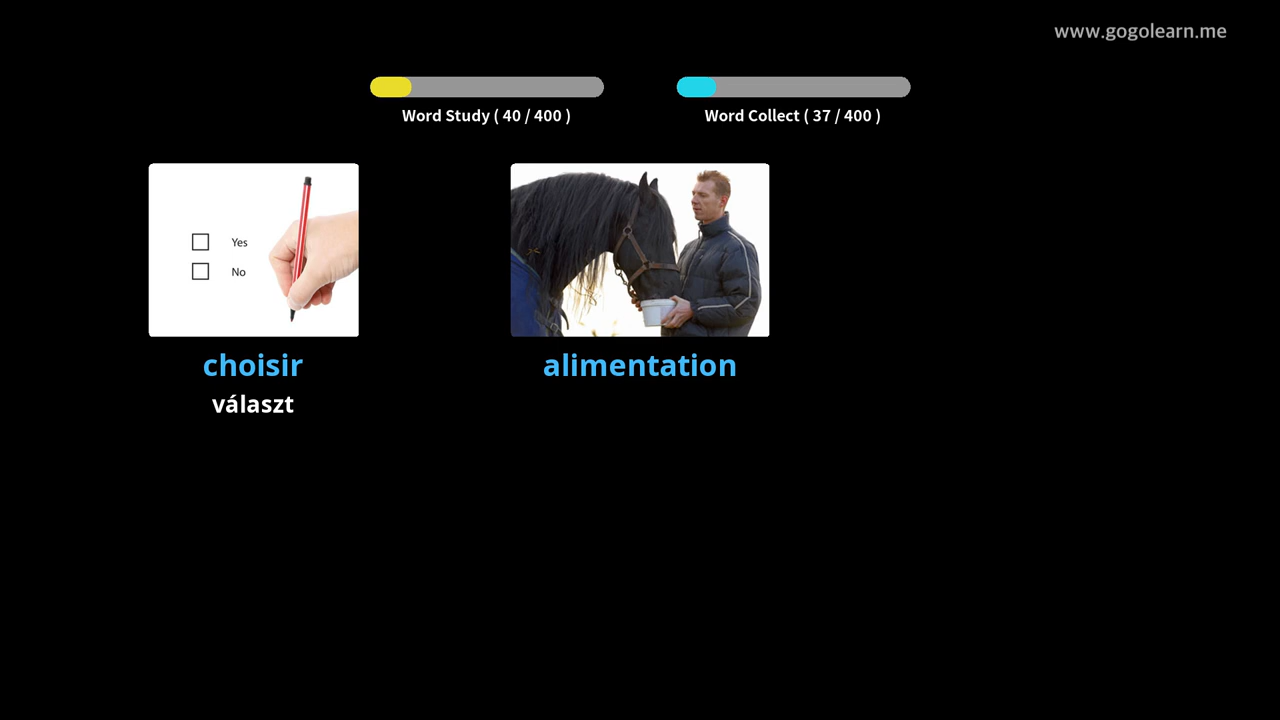 www.gogolearn.me
Word Study ( 40 / 400 )
Word Collect ( 37 / 400 )
Yes
No
choisir
választ
alimentation